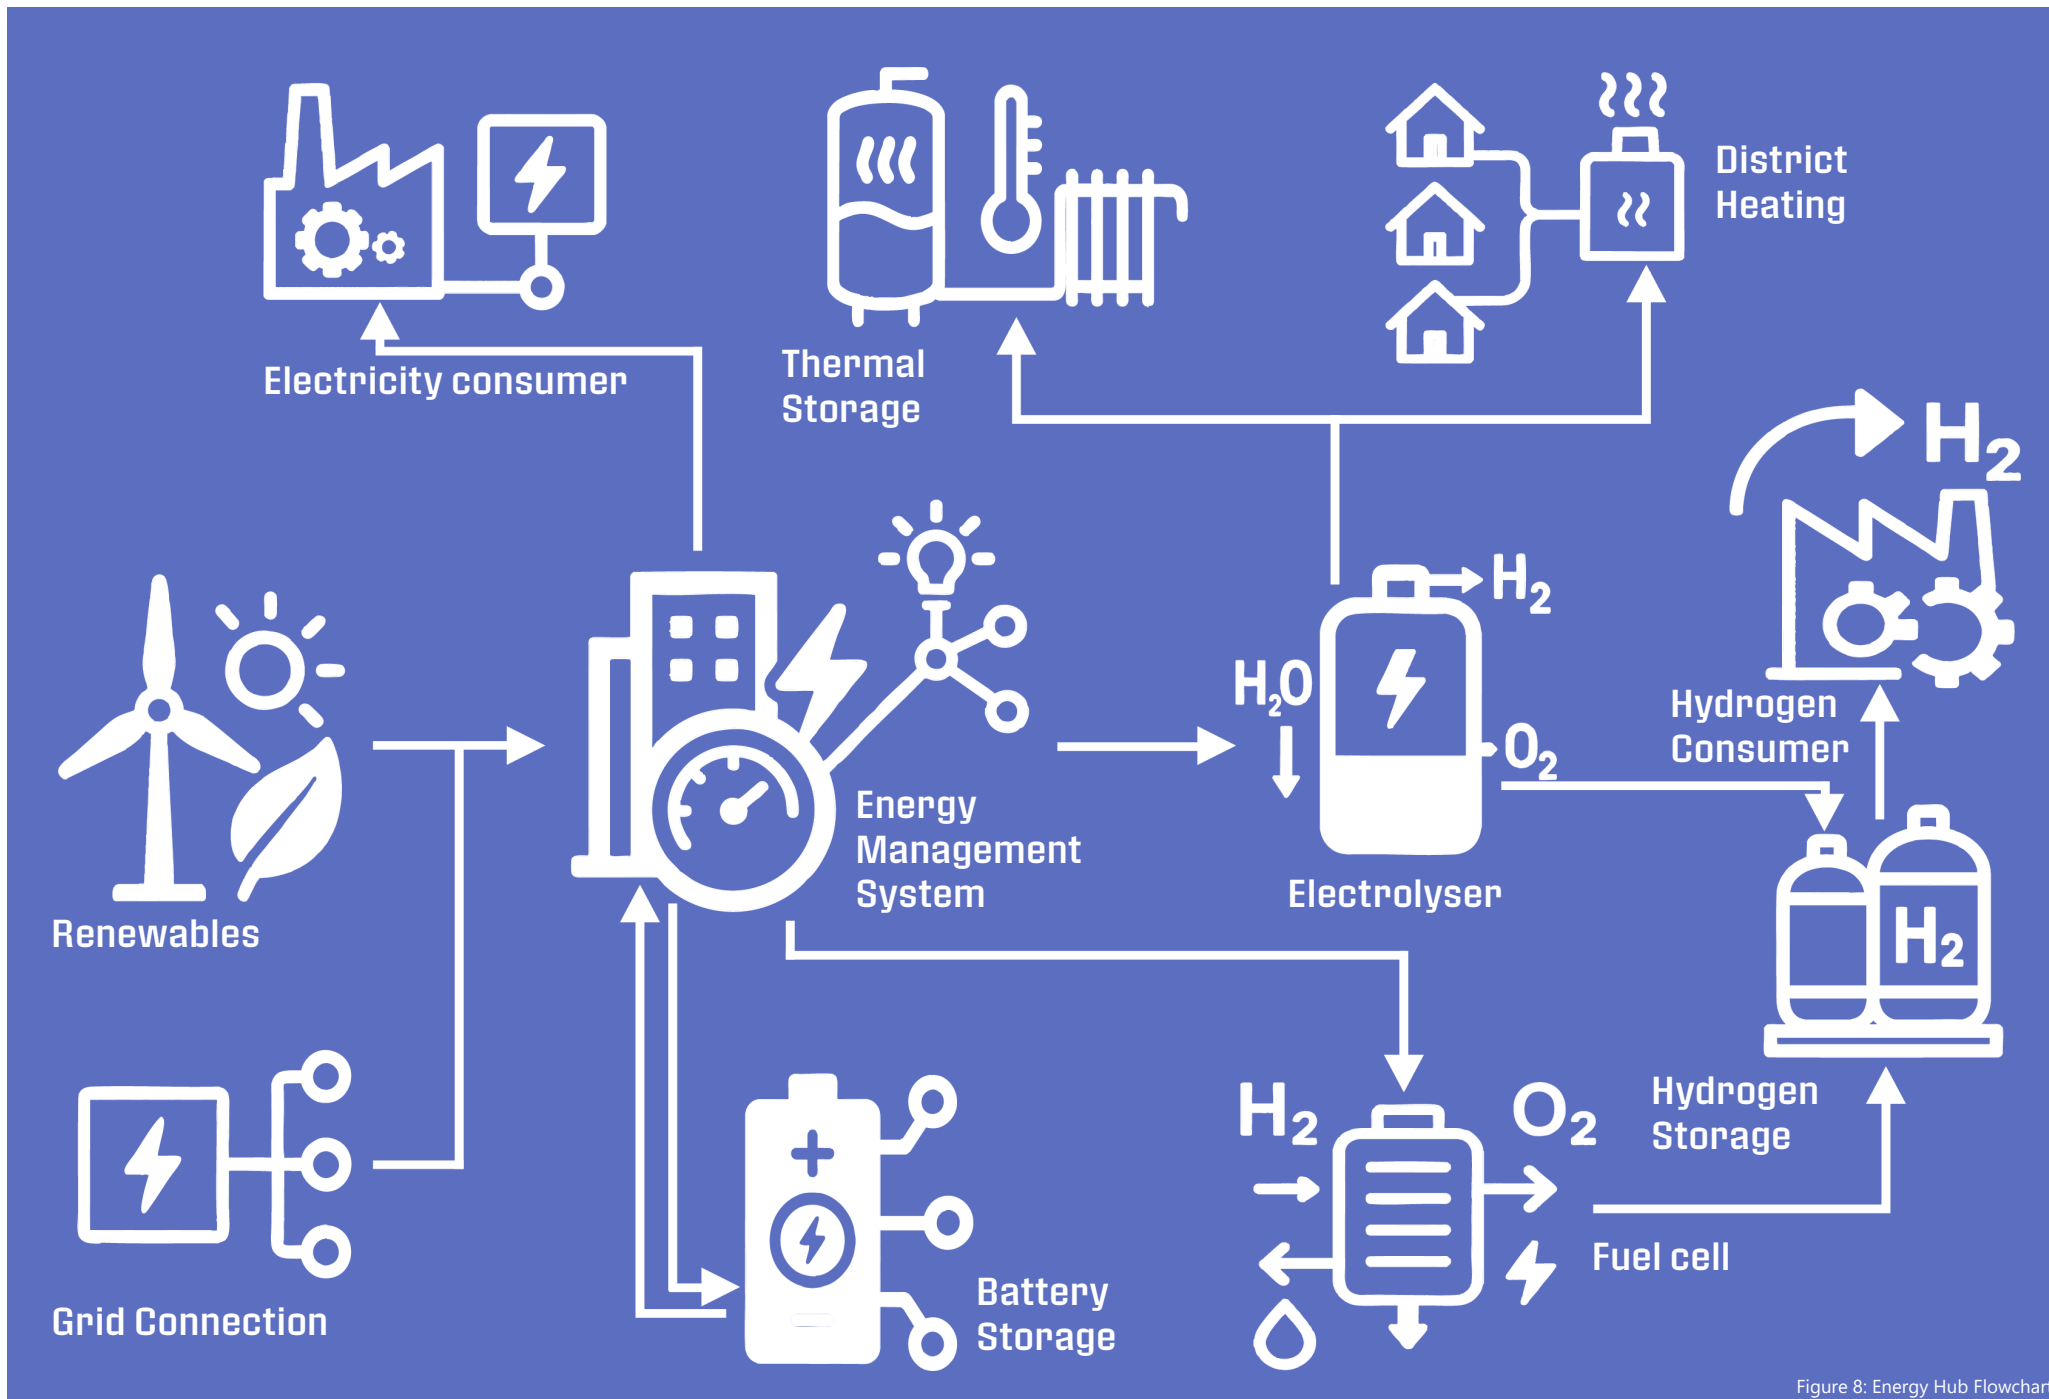 Electricity consumer
Thermal
Storage
District
Heating
H₂
H₂
H₂O
O₂
Hydrogen
Consumer
Energy
Management
System
Electrolyser
Renewables
H₂
Hydrogen
Storage
H₂
O₂
Fuel cell
Battery
Storage
Grid Connection
Figure 8: Energy Hub Flowchart